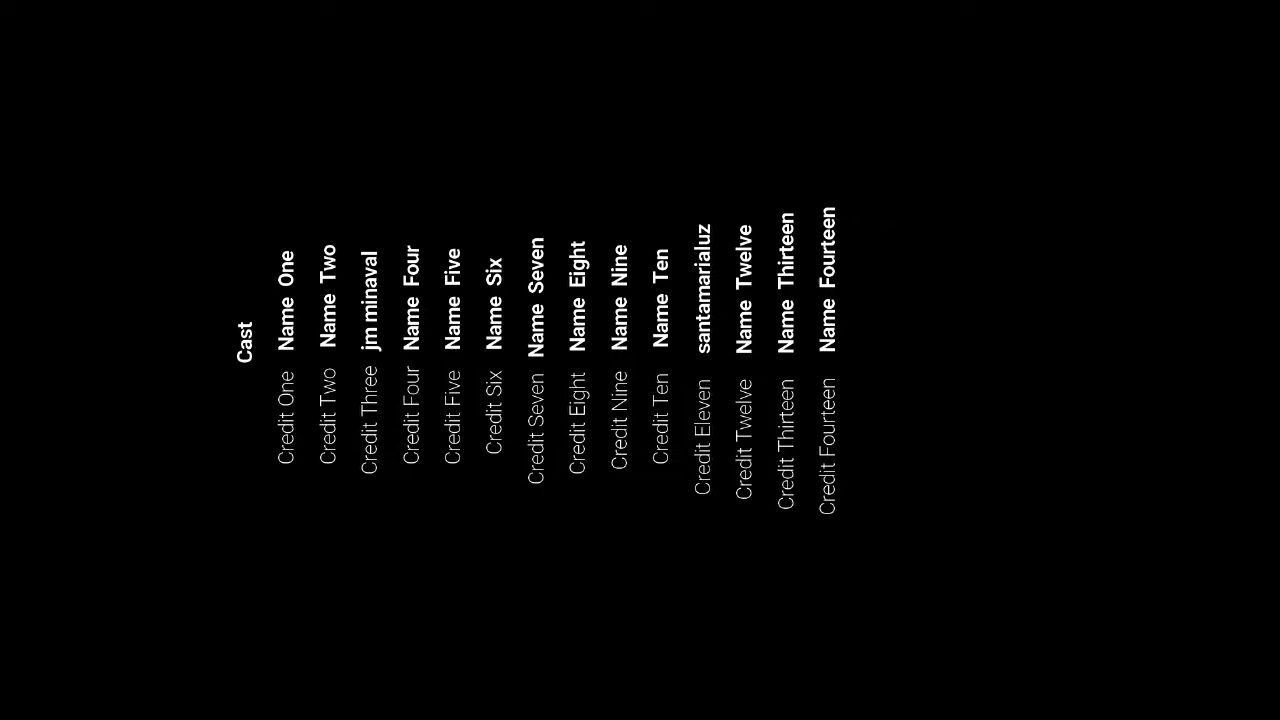 Cast
Credit One Name One
Credit Two Name Two
Credit Three jm minaval
Credit Four Name Four
Credit Five Name Five
Credit Six Name Six
Credit Seven Name Seven
Credit Eight Name Eight
Credit Nine Name Nine
Credit Ten Name Ten
Credit Eleven santamarialuz
Credit Twelve Name Twelve
Credit Thirteen Name Thirteen
Credit Fourteen Name Fourteen